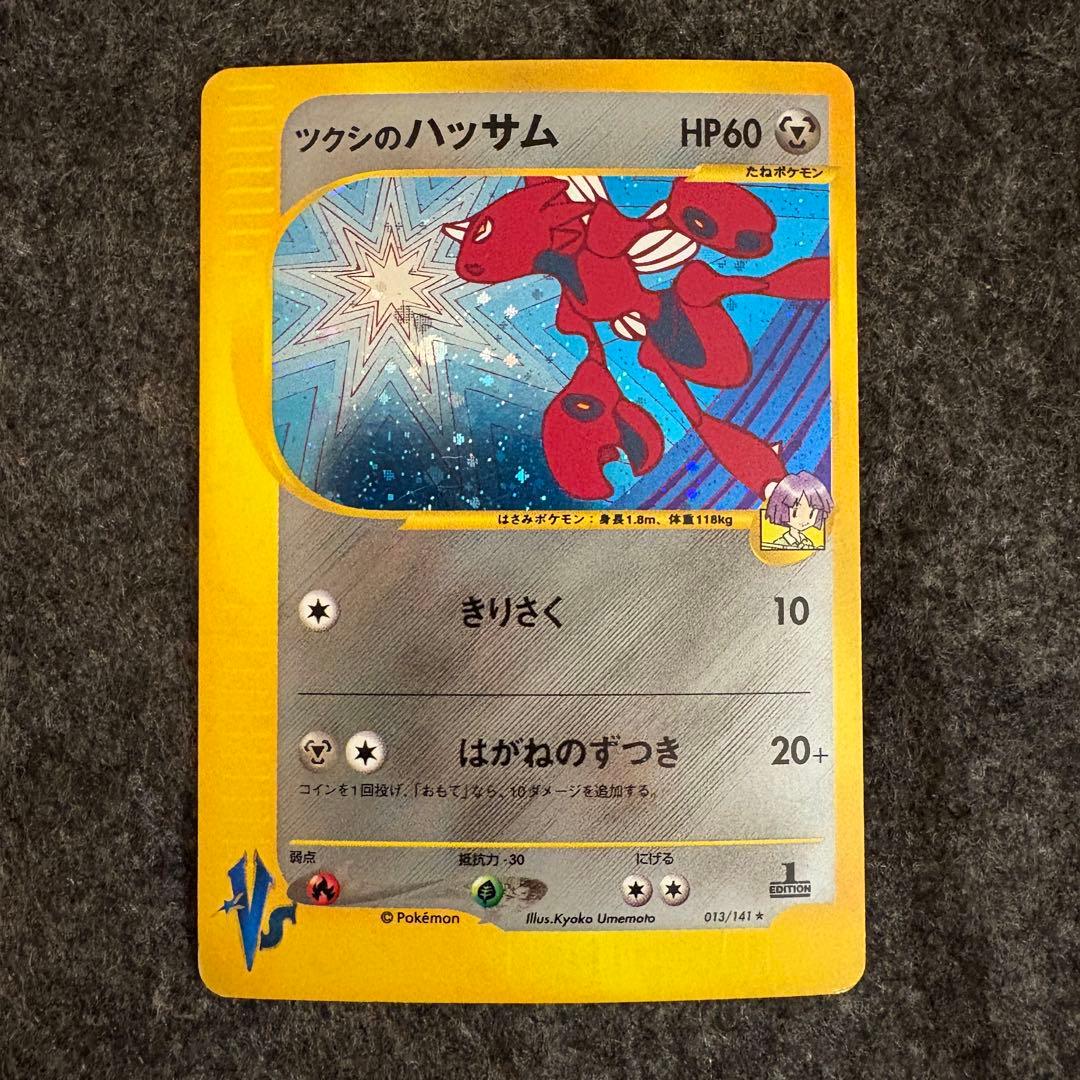 ツクシのハッサム HP60
たねポケモン
はさみポケモン：身長1.8m、体重118kg
きりさく 10
はがねのずつき 20+
コインを1回投げ、「おもて」なら、10ダメージを追加する。
弱点 抵抗力 -30 にげる
1
EDITION
VS
©Pokémon Illus.Kyoko Umemoto 013/141★